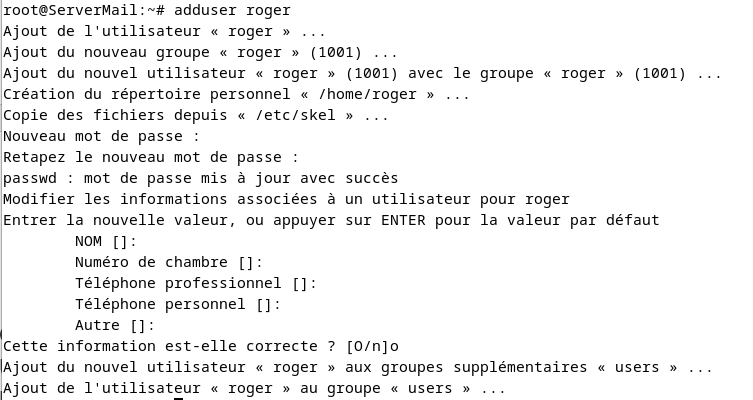 root@ServerMail:~# adduser roger
Ajout de l'utilisateur « roger » ...
Ajout du nouveau groupe « roger » (1001) ...
Ajout du nouvel utilisateur « roger » (1001) avec le groupe « roger » (1001) ...
Création du répertoire personnel « /home/roger » ...
Copie des fichiers depuis « /etc/skel » ...
Nouveau mot de passe :
Retapez le nouveau mot de passe :
passwd : mot de passe mis à jour avec succès
Modifier les informations associées à un utilisateur pour roger
Entrer la nouvelle valeur, ou appuyer sur ENTER pour la valeur par défaut
NOM []:
Numéro de chambre []:
Téléphone professionnel []:
Téléphone personnel []:
Autre []:
Cette information est-elle correcte ? [O/n]o
Ajout du nouvel utilisateur « roger » aux groupes supplémentaires « users » ...
Ajout de l'utilisateur « roger » au groupe « users » ...